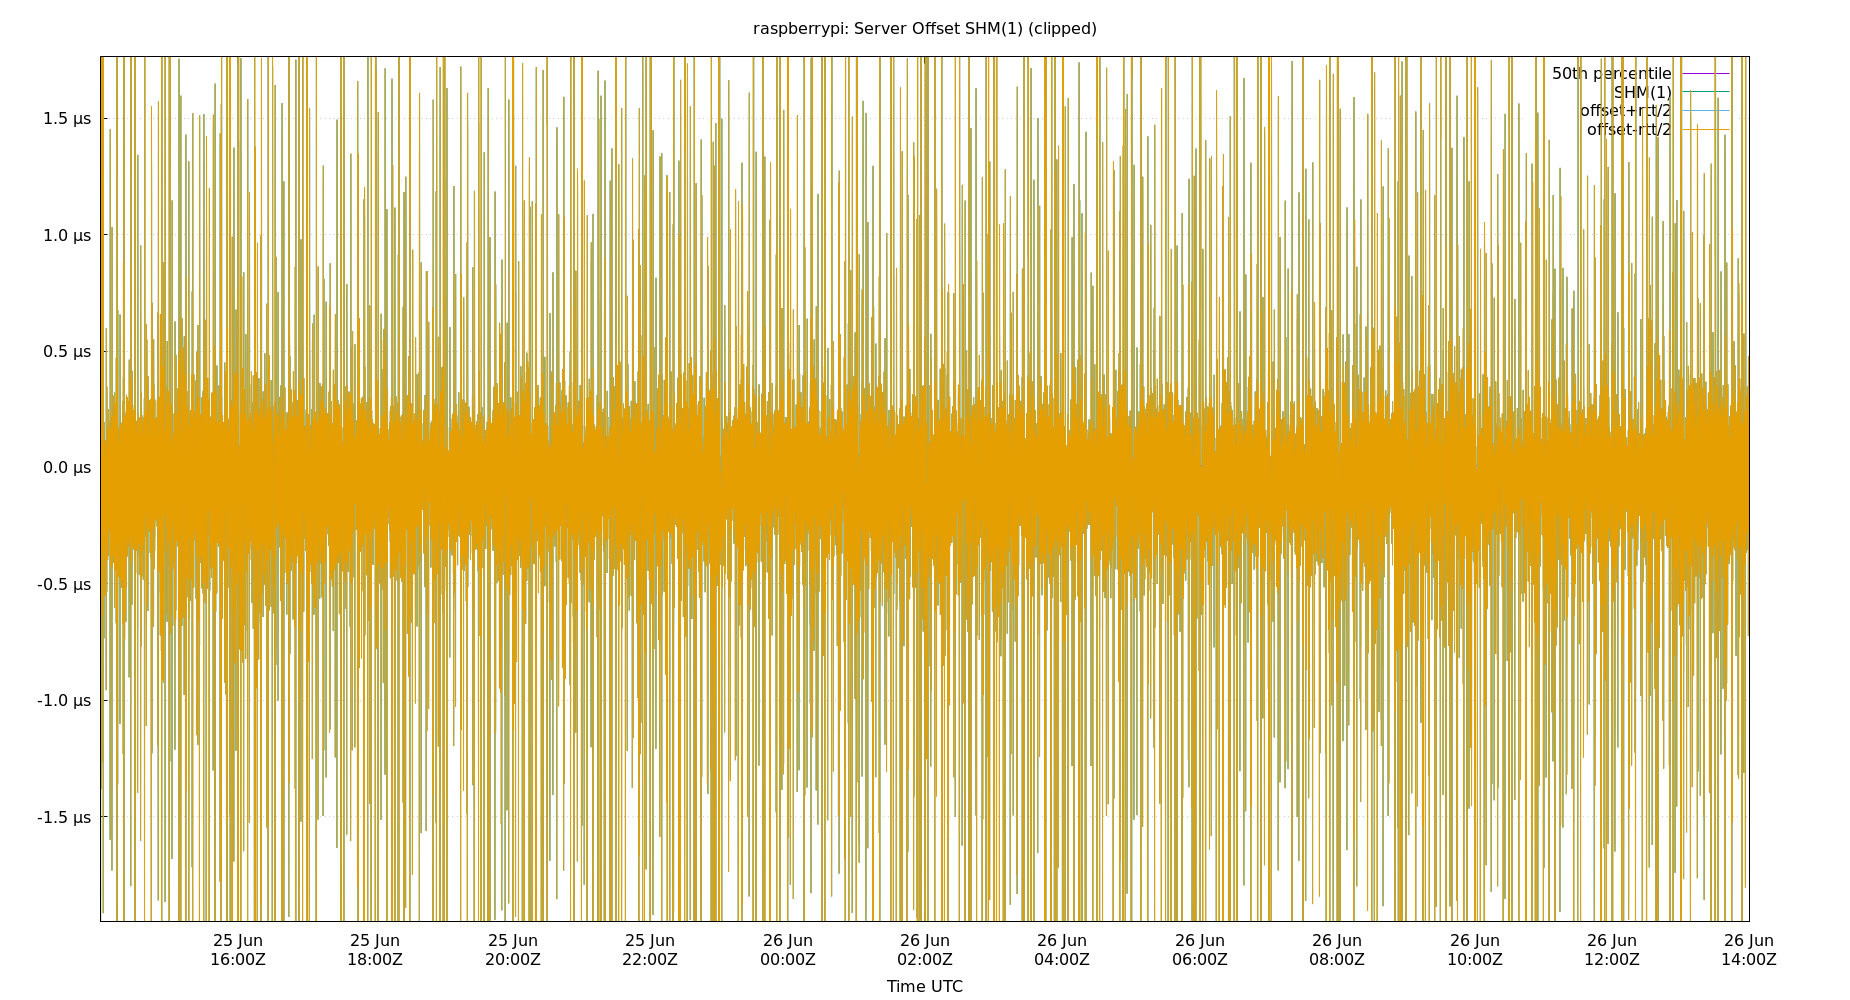 raspberrypi: Server Offset SHM(1) (clipped)
50th percentile
SHM(1)
offset+rtt/2
offset-rtt/2
1.5 µs
1.0 µs
0.5 µs
0.0 µs
-0.5 µs
-1.0 µs
-1.5 µs
25 Jun 25 Jun 25 Jun 25 Jun 26 Jun 26 Jun 26 Jun 26 Jun 26 Jun 26 Jun 26 Jun 26 Jun
16:00Z 18:00Z 20:00Z 22:00Z 00:00Z 02:00Z 04:00Z 06:00Z 08:00Z 10:00Z 12:00Z 14:00Z
Time UTC